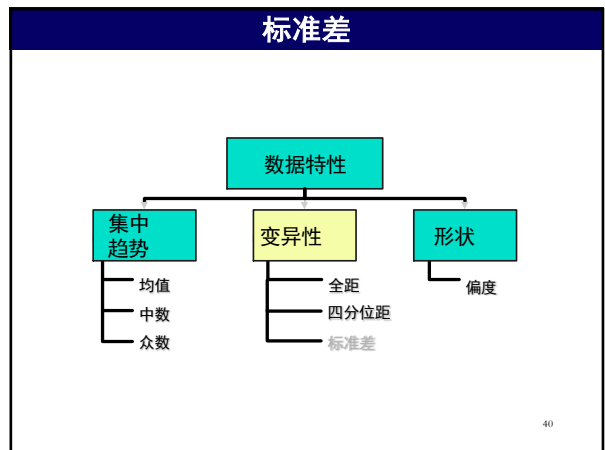 标准差
数据特性
集中
趋势
变异性
形状
均值
中数
众数
全距
四分位距
标准差
偏度
40